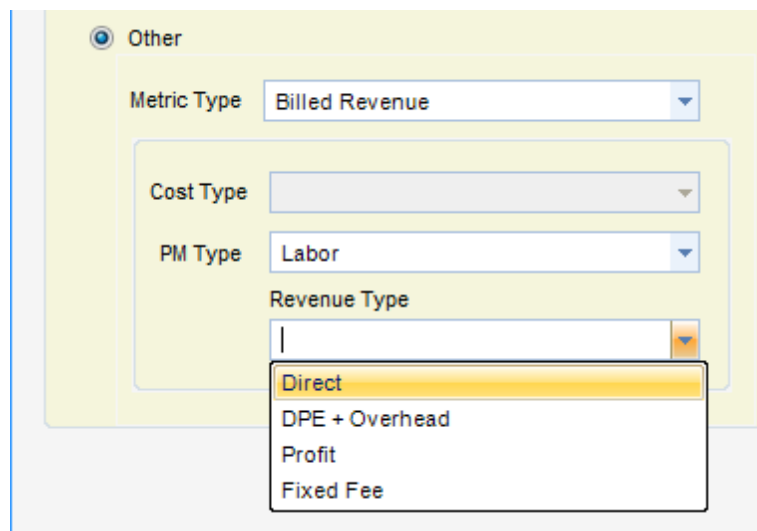 Other
Metric Type Billed Revenue
Cost Type
PM Type Labor
Revenue Type
Direct
DPE + Overhead
Profit
Fixed Fee